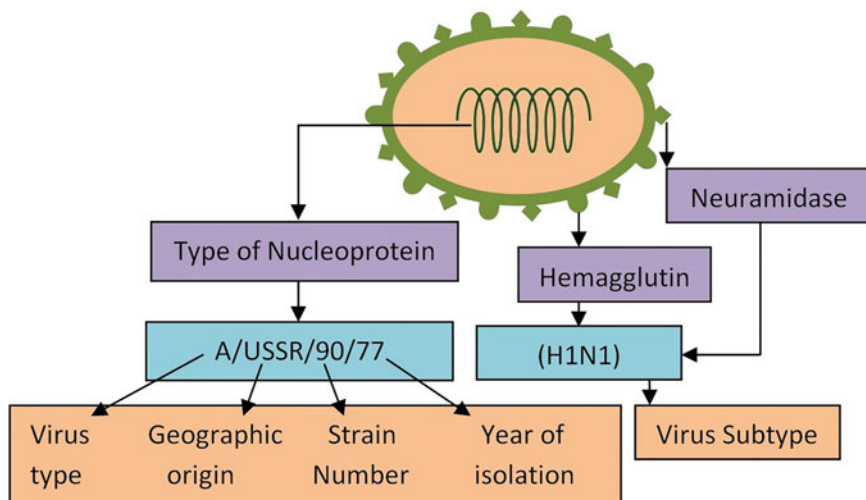 Neuramidase
Type of Nucleoprotein
Hemagglutin
A/USSR/90/77
(H1N1)
Virus
type
Geographic
origin
Strain
Number
Year of
isolation
Virus Subtype